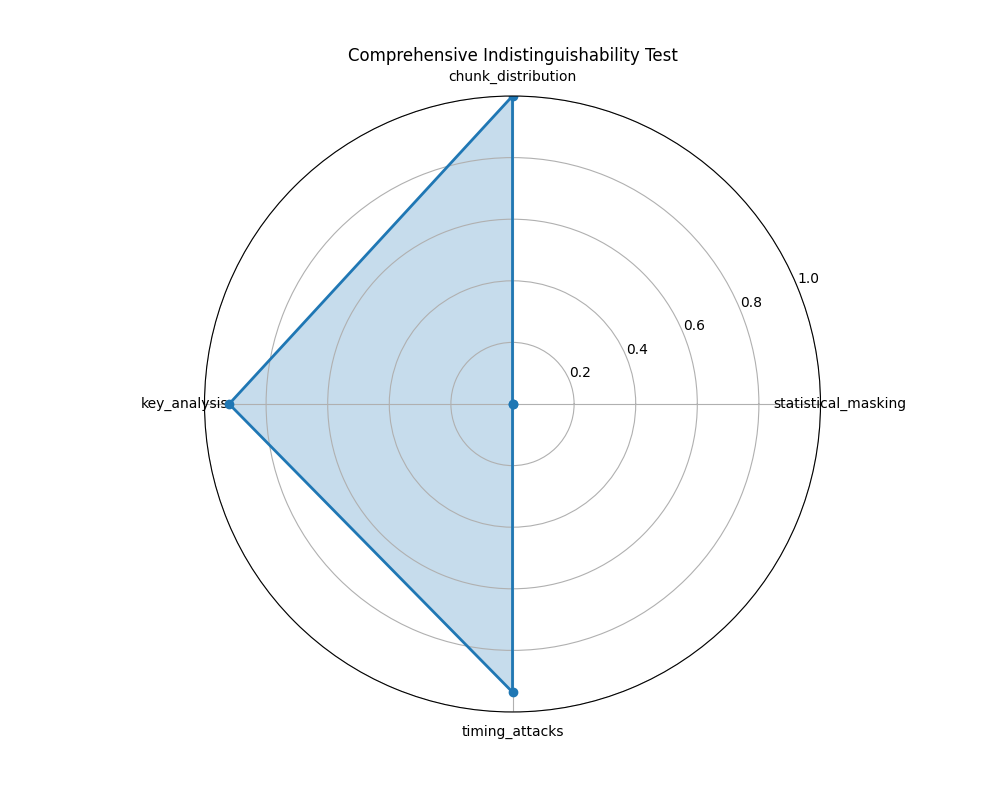 Comprehensive Indistinguishability Test
chunk_distribution
1.0
0.8
0.6
0.4
0.2
key_analysis
statistical_masking
timing_attacks